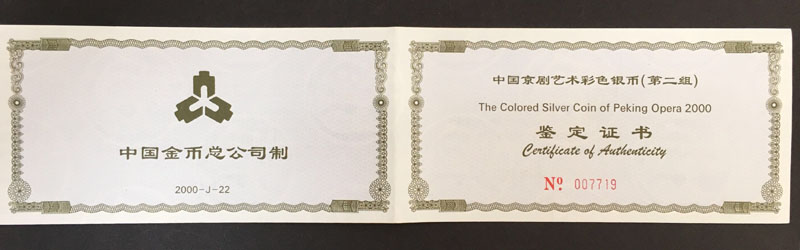 中国金币总公司制
2000-J-22
中国京剧艺术彩色银币(第二组)
The Colored Silver Coin of Peking Opera 2000
鉴定证书
Certificate of Authenticity
Nº 007719